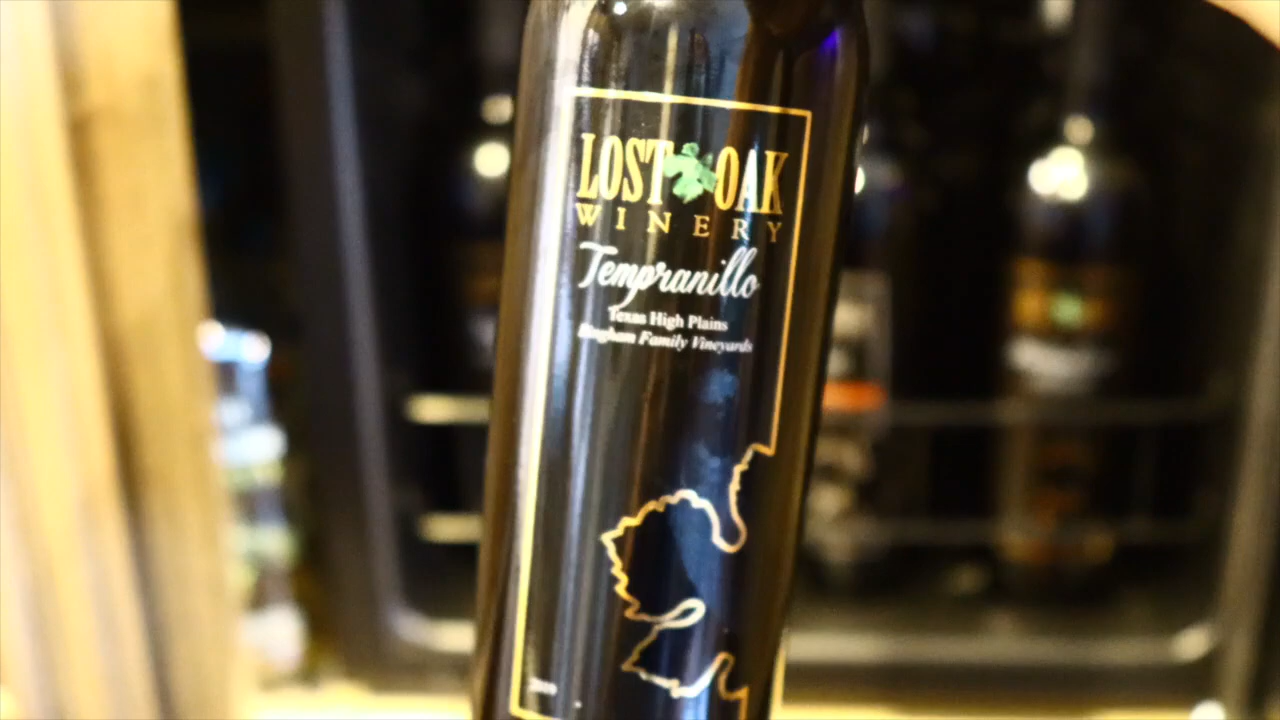 LOST OAK
WINERY
Tempranillo
Texas High Plains
Bingham Family Vineyards